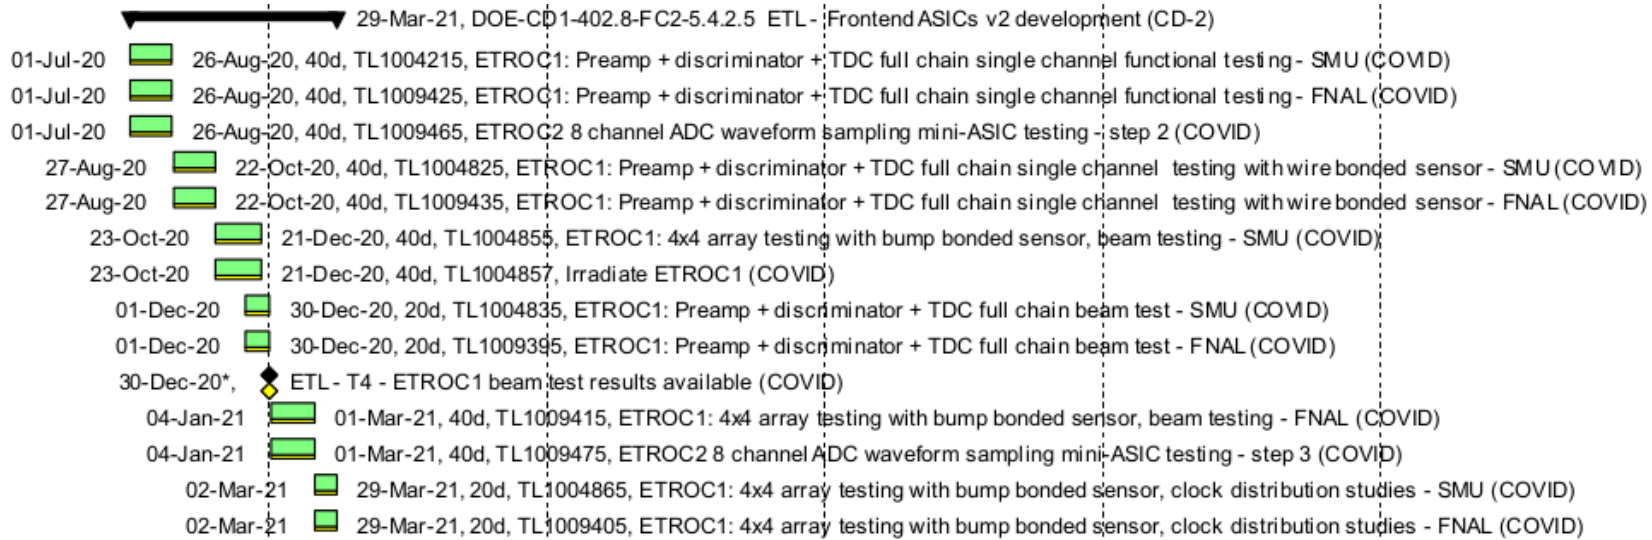 29-Mar-21, DOE-CD1-402.8-FC2-5.4.2.5 ETL - Frontend ASICs v2 development (CD-2)
01-Jul-20 26-Aug-20, 40d, TL1004215, ETROC1: Preamp + discriminator + TDC full chain single channel functional testing - SMU (COVID)
01-Jul-20 26-Aug-20, 40d, TL1009425, ETROC1: Preamp + discriminator + TDC full chain single channel functional testing - FNAL (COVID)
01-Jul-20 26-Aug-20, 40d, TL1009465, ETROC2 8 channel ADC waveform sampling mini-ASIC testing - step 2 (COVID)
27-Aug-20 22-Oct-20, 40d, TL1004825, ETROC1: Preamp + discriminator + TDC full chain single channel testing with wire bonded sensor - SMU (COVID)
27-Aug-20 22-Oct-20, 40d, TL1009435, ETROC1: Preamp + discriminator + TDC full chain single channel testing with wire bonded sensor - FNAL (COVID)
23-Oct-20 21-Dec-20, 40d, TL1004855, ETROC1: 4x4 array testing with bump bonded sensor, beam testing - SMU (COVID)
23-Oct-20 21-Dec-20, 40d, TL1004857, Irradiate ETROC1 (COVID)
01-Dec-20 30-Dec-20, 20d, TL1004835, ETROC1: Preamp + discriminator + TDC full chain beam test - SMU (COVID)
01-Dec-20 30-Dec-20, 20d, TL1009395, ETROC1: Preamp + discriminator + TDC full chain beam test - FNAL (COVID)
30-Dec-20*, ETL - T4 - ETROC1 beam test results available (COVID)
04-Jan-21 01-Mar-21, 40d, TL1009415, ETROC1: 4x4 array testing with bump bonded sensor, beam testing - FNAL (COVID)
04-Jan-21 01-Mar-21, 40d, TL1009475, ETROC2 8 channel ADC waveform sampling mini-ASIC testing - step 3 (COVID)
02-Mar-21 29-Mar-21, 20d, TL1004865, ETROC1: 4x4 array testing with bump bonded sensor, clock distribution studies - SMU (COVID)
02-Mar-21 29-Mar-21, 20d, TL1009405, ETROC1: 4x4 array testing with bump bonded sensor, clock distribution studies - FNAL (COVID)